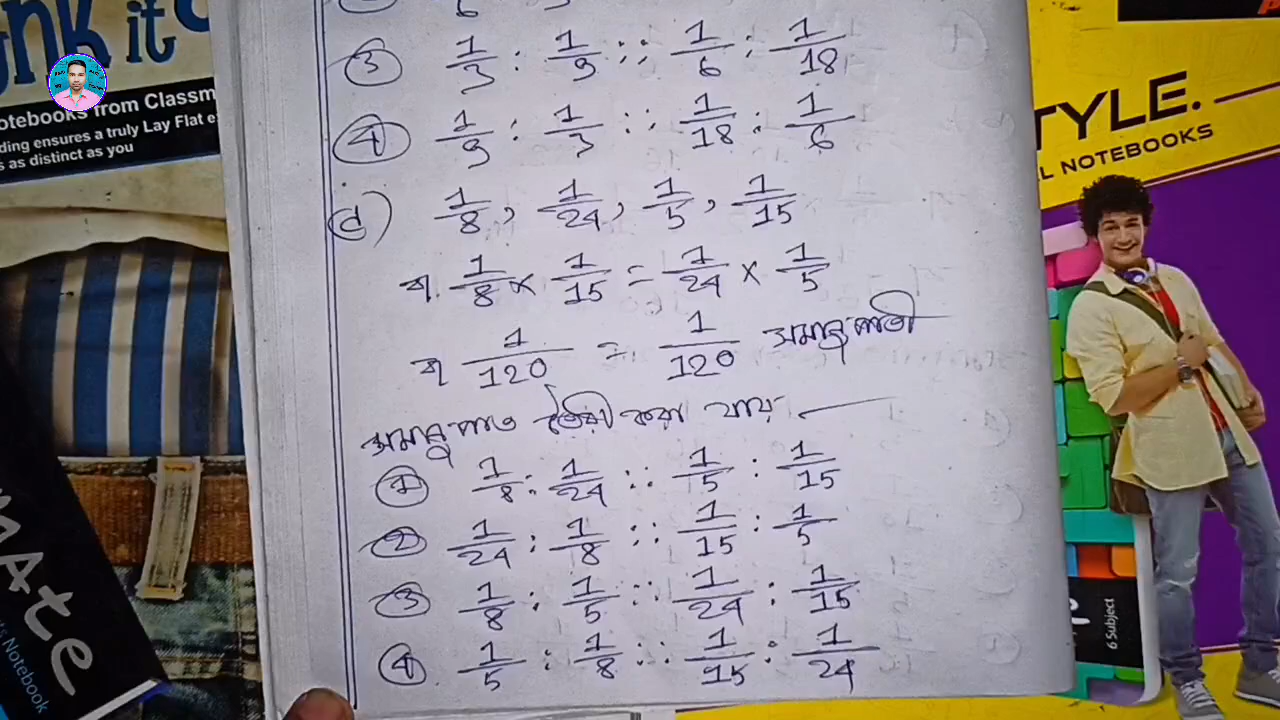 ③ 1/3 : 1/9 :: 1/6 : 1/18
④ 1/9 : 1/3 :: 1/18 : 1/6
d) 1/8, 1/24, 1/5, 1/15
বা 1/8 × 1/15 = 1/24 × 1/5
বা 1/120 = 1/120 সমানুপাতী
সমানুপাত তৈরী করা যায় —
① 1/8 : 1/24 :: 1/5 : 1/15
② 1/24 : 1/8 :: 1/15 : 1/5
③ 1/8 : 1/5 :: 1/24 : 1/15
④ 1/5 : 1/8 :: 1/15 : 1/24
it
otebooks from Classm
ding ensures a truly Lay Flat
s as distinct as you
mate
's Notebook
TYLE.
L NOTEBOOKS
6 Subject